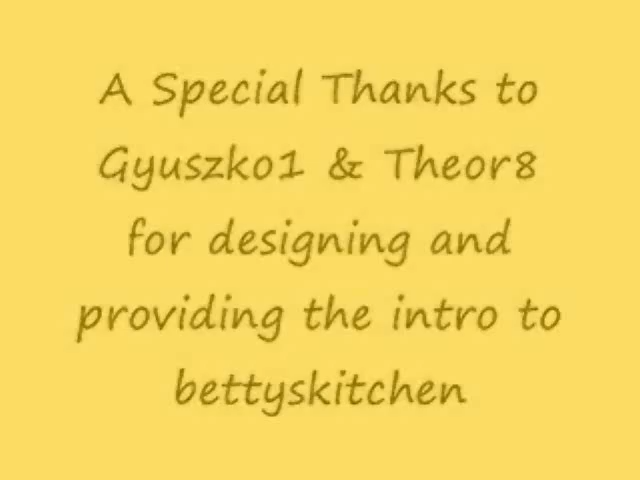 A Special Thanks to
Gyuszko1 & Theor8
for designing and
providing the intro to
bettyskitchen